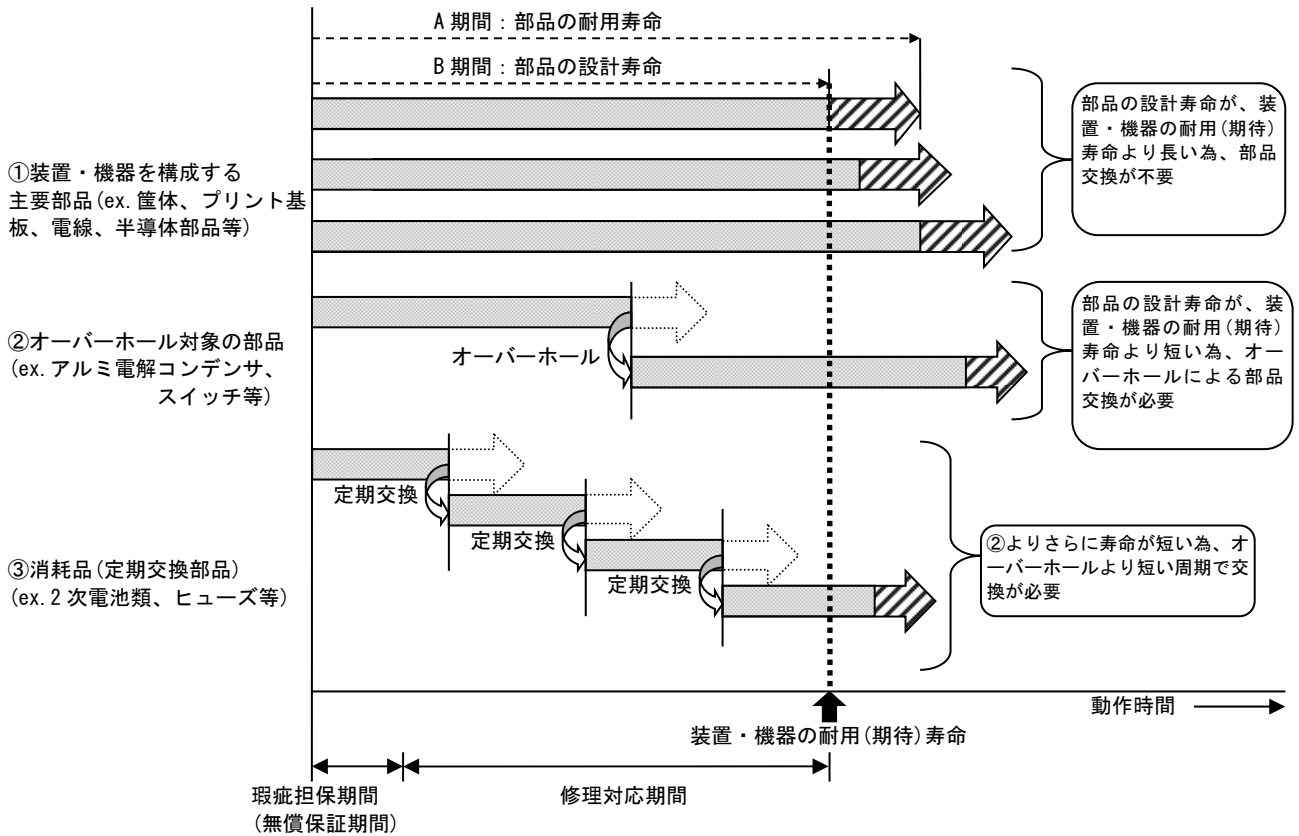 A 期間：部品の耐用寿命
B 期間：部品の設計寿命
①装置・機器を構成する
主要部品(ex.筐体、プリント基
板、電線、半導体部品等)
部品の設計寿命が、装
置・機器の耐用(期待)
寿命より長い為、部品
交換が不要
②オーバーホール対象の部品
(ex.アルミ電解コンデンサ、
スイッチ等)
オーバーホール
部品の設計寿命が、装
置・機器の耐用(期待)
寿命より短い為、オー
バーホールによる部品
交換が必要
③消耗品(定期交換部品)
(ex.2 次電池類、ヒューズ等)
定期交換
定期交換
定期交換
②よりさらに寿命が短い為、オ
ーバーホールより短い周期で交
換が必要
動作時間
装置・機器の耐用(期待)寿命
瑕疵担保期間
(無償保証期間)
修理対応期間